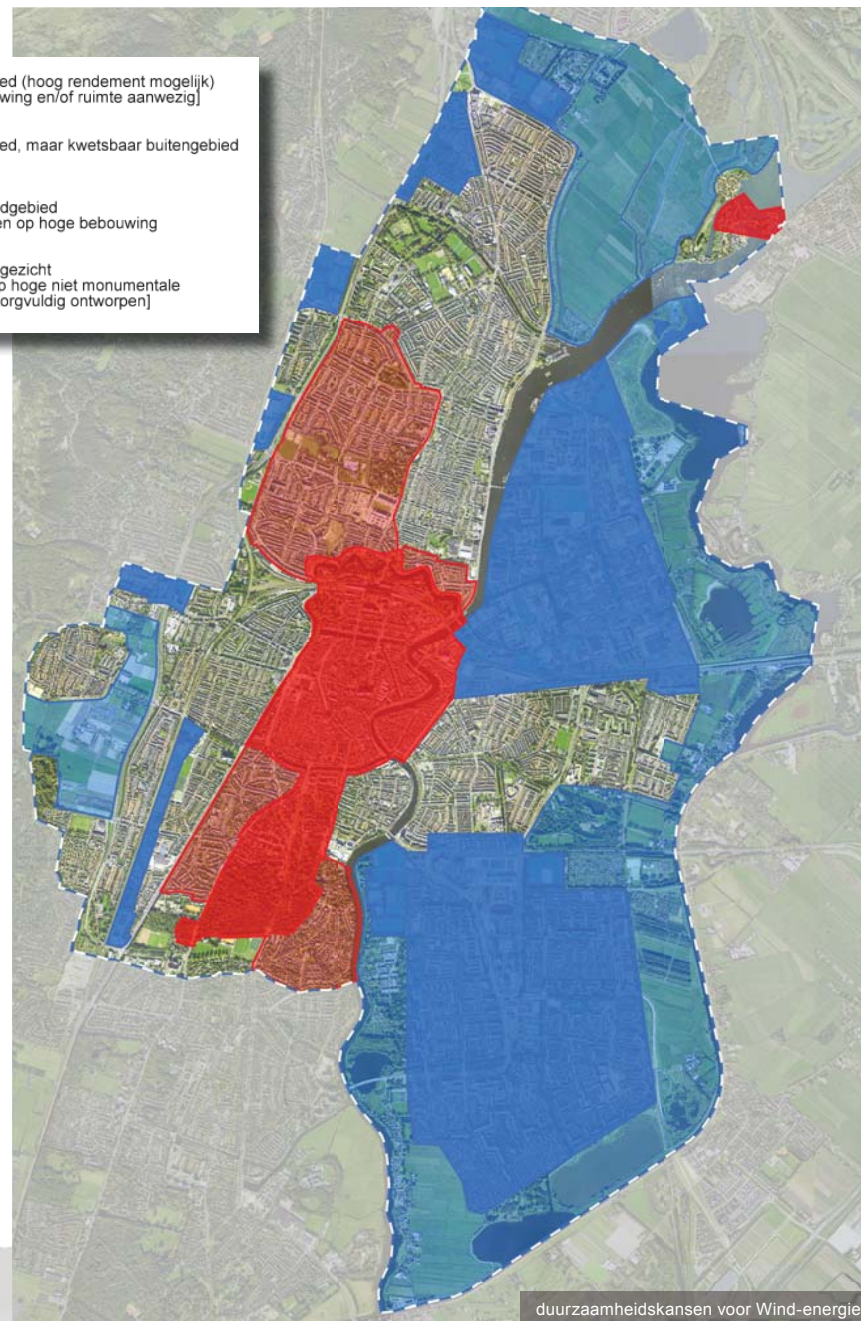 ed (hoog rendement mogelijk)
wing en/of ruimte aanwezig]
ed, maar kwetsbaar buitengebied
dgebied
en op hoge bebouwing
gezicht
p hoge niet monumentale
orgvuldig ontworpen]
duurzaamheidskansen voor Wind-energie